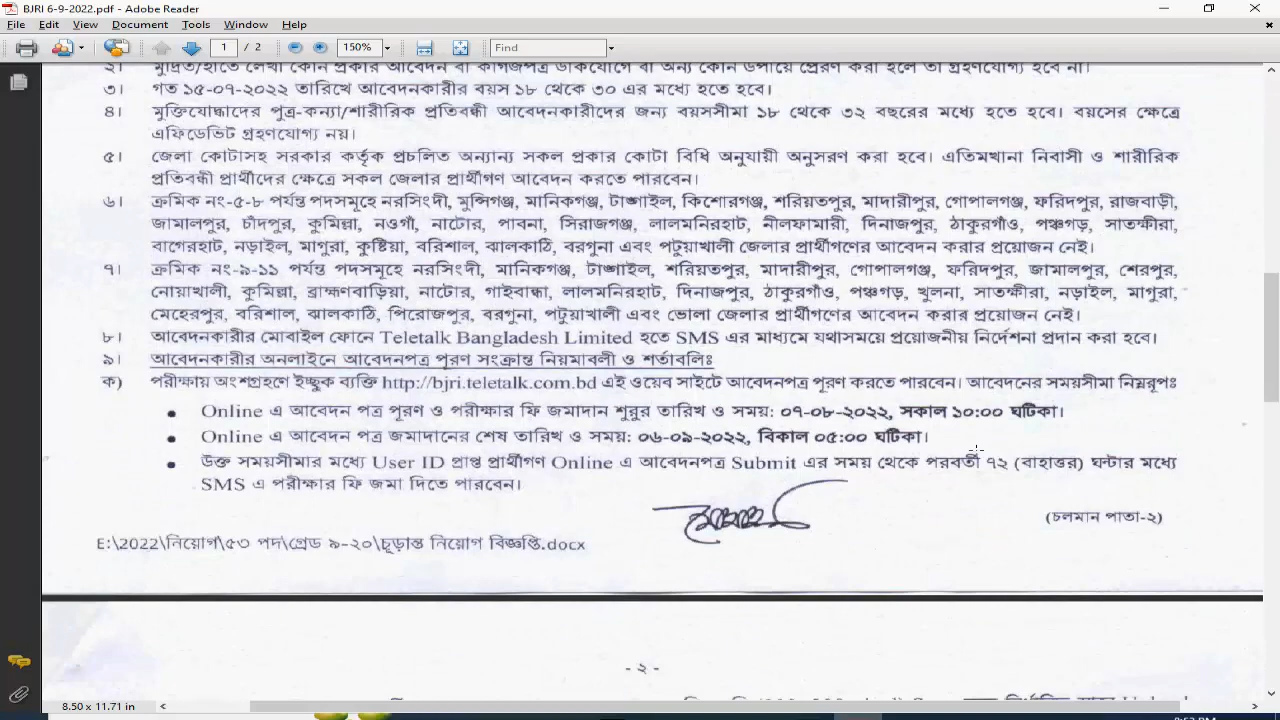 BJRI 6-9-2022.pdf - Adobe Reader
File Edit View Document Tools Window Help
1 / 2 150% Find
২। মুদ্রিত/হাতে লেখা কোন প্রকার আবেদন বা কাগজপত্র ডাকযোগে বা অন্য কোন উপায়ে প্রেরণ করা হলে তা গ্রহণযোগ্য হবে না।
৩। গত ১৫-০৭-২০২২ তারিখে আবেদনকারীর বয়স ১৮ থেকে ৩০ এর মধ্যে হতে হবে।
৪। মুক্তিযোদ্ধাদের পুত্র-কন্যা/শারীরিক প্রতিবন্ধী আবেদনকারীদের জন্য বয়সসীমা ১৮ থেকে ৩২ বছরের মধ্যে হতে হবে। বয়সের ক্ষেত্রে
এফিডেভিট গ্রহণযোগ্য নয়।
৫। জেলা কোটাসহ সরকার কর্তৃক প্রচলিত অন্যান্য সকল প্রকার কোটা বিধি অনুযায়ী অনুসরণ করা হবে। এতিমখানা নিবাসী ও শারীরিক
প্রতিবন্ধী প্রার্থীদের ক্ষেত্রে সকল জেলার প্রার্থীগণ আবেদন করতে পারবেন।
৬। ক্রমিক নং-৫-৮ পর্যন্ত পদসমূহে নরসিংদী, মুন্সিগঞ্জ, মানিকগঞ্জ, টাঙ্গাইল, কিশোরগঞ্জ, শরিয়তপুর, মাদারীপুর, গোপালগঞ্জ, ফরিদপুর, রাজবাড়ী,
জামালপুর, চাঁদপুর, কুমিল্লা, নওগাঁ, নাটোর, পাবনা, সিরাজগঞ্জ, লালমনিরহাট, নীলফামারী, দিনাজপুর, ঠাকুরগাঁও, পঞ্চগড়, সাতক্ষীরা,
বাগেরহাট, নড়াইল, মাগুরা, কুষ্টিয়া, বরিশাল, ঝালকাঠি, বরগুনা এবং পটুয়াখালী জেলার প্রার্থীগণের আবেদন করার প্রয়োজন নেই।
৭। ক্রমিক নং-৯-১১ পর্যন্ত পদসমূহে নরসিংদী, মানিকগঞ্জ, টাঙ্গাইল, শরিয়তপুর, মাদারীপুর, গোপালগঞ্জ, ফরিদপুর, জামালপুর, শেরপুর,
নোয়াখালী, কুমিল্লা, ব্রাহ্মণবাড়িয়া, নাটোর, গাইবান্ধা, লালমনিরহাট, দিনাজপুর, ঠাকুরগাঁও, পঞ্চগড়, খুলনা, সাতক্ষীরা, নড়াইল, মাগুরা,
মেহেরপুর, বরিশাল, ঝালকাঠি, পিরোজপুর, বরগুনা, পটুয়াখালী এবং ভোলা জেলার প্রার্থীগণের আবেদন করার প্রয়োজন নেই।
৮। আবেদনকারীর মোবাইল ফোনে Teletalk Bangladesh Limited হতে SMS এর মাধ্যমে যথাসময়ে প্রয়োজনীয় নির্দেশনা প্রদান করা হবে।
৯। আবেদনকারীর অনলাইনে আবেদনপত্র পূরণ সংক্রান্ত নিয়মাবলী ও শর্তাবলিঃ
ক) পরীক্ষায় অংশগ্রহণে ইচ্ছুক ব্যক্তি http://bjri.teletalk.com.bd এই ওয়েব সাইটে আবেদনপত্র পূরণ করতে পারবেন। আবেদনের সময়সীমা নিম্নরূপঃ
• Online এ আবেদন পত্র পূরণ ও পরীক্ষার ফি জমাদান শুরুর তারিখ ও সময়: ০৭-০৮-২০২২, সকাল ১০:০০ ঘটিকা।
• Online এ আবেদন পত্র জমাদানের শেষ তারিখ ও সময়: ০৬-০৯-২০২২, বিকাল ০৫:০০ ঘটিকা।
• উক্ত সময়সীমার মধ্যে User ID প্রাপ্ত প্রার্থীগণ Online এ আবেদনপত্র Submit এর সময় থেকে পরবর্তী ৭২ (বাহাত্তর) ঘন্টার মধ্যে
SMS এ পরীক্ষার ফি জমা দিতে পারবেন।
(চলমান পাতা-২)
E:\2022\নিয়োগ\৫৩ পদ\গ্রেড ৯-২০\চূড়ান্ত নিয়োগ বিজ্ঞপ্তি.docx
- ২ -
8.50 x 11.71 in